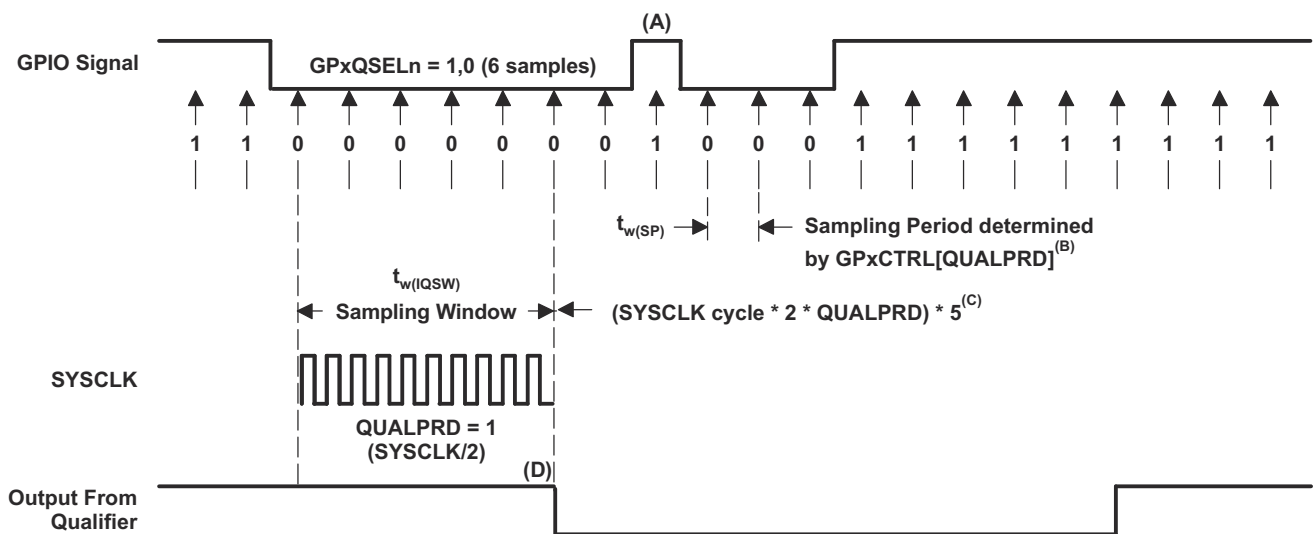 (A)
GPIO Signal
GPxQSELn = 1,0 (6 samples)
1 1 0 0 0 0 0 0 0 1 0 0 0 1 1 1 1 1 1 1 1 1
tw(SP)
Sampling Period determined
by GPxCTRL[QUALPRD](B)
tw(IQSW)
Sampling Window
(SYSCLK cycle * 2 * QUALPRD) * 5(C)
SYSCLK
QUALPRD = 1
(SYSCLK/2)
(D)
Output From
Qualifier